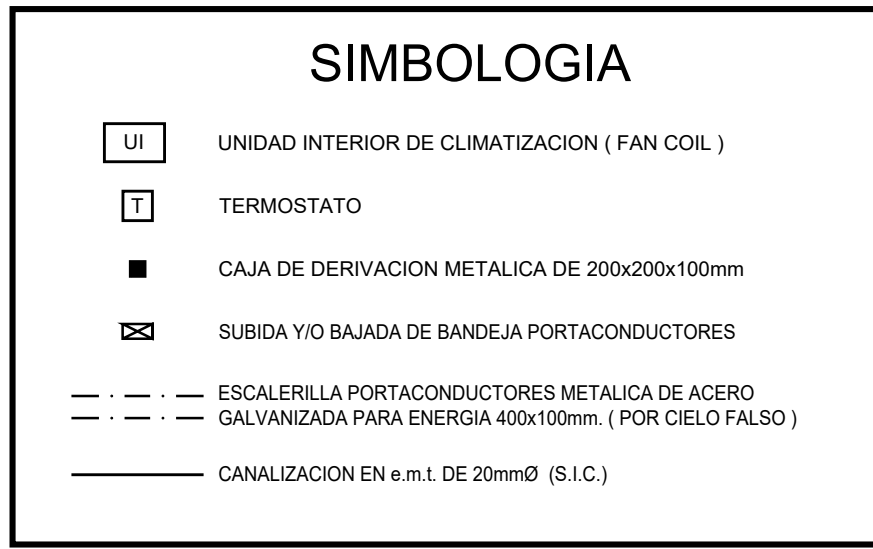 SIMBOLOGIA
UI UNIDAD INTERIOR DE CLIMATIZACION ( FAN COIL )
T TERMOSTATO
CAJA DE DERIVACION METALICA DE 200x200x100mm
SUBIDA Y/O BAJADA DE BANDEJA PORTACONDUCTORES
ESCALERILLA PORTACONDUCTORES METALICA DE ACERO
GALVANIZADA PARA ENERGIA 400x100mm. ( POR CIELO FALSO )
CANALIZACION EN e.m.t. DE 20mmØ (S.I.C.)